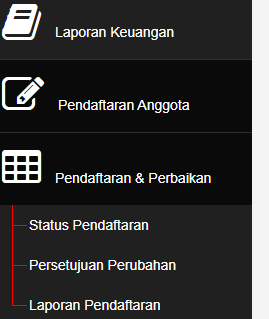 Laporan Keuangan
Pendaftaran Anggota
Pendaftaran & Perbaikan
Status Pendaftaran
Persetujuan Perubahan
Laporan Pendaftaran